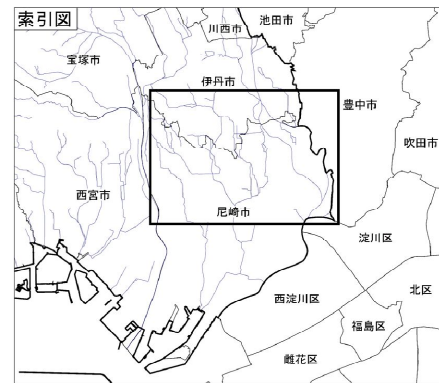 索引図
池田市
川西市
宝塚市
伊丹市
豊中市
吹田市
西宮市
尼崎市
淀川区
北区
西淀川区
福島区
此花区